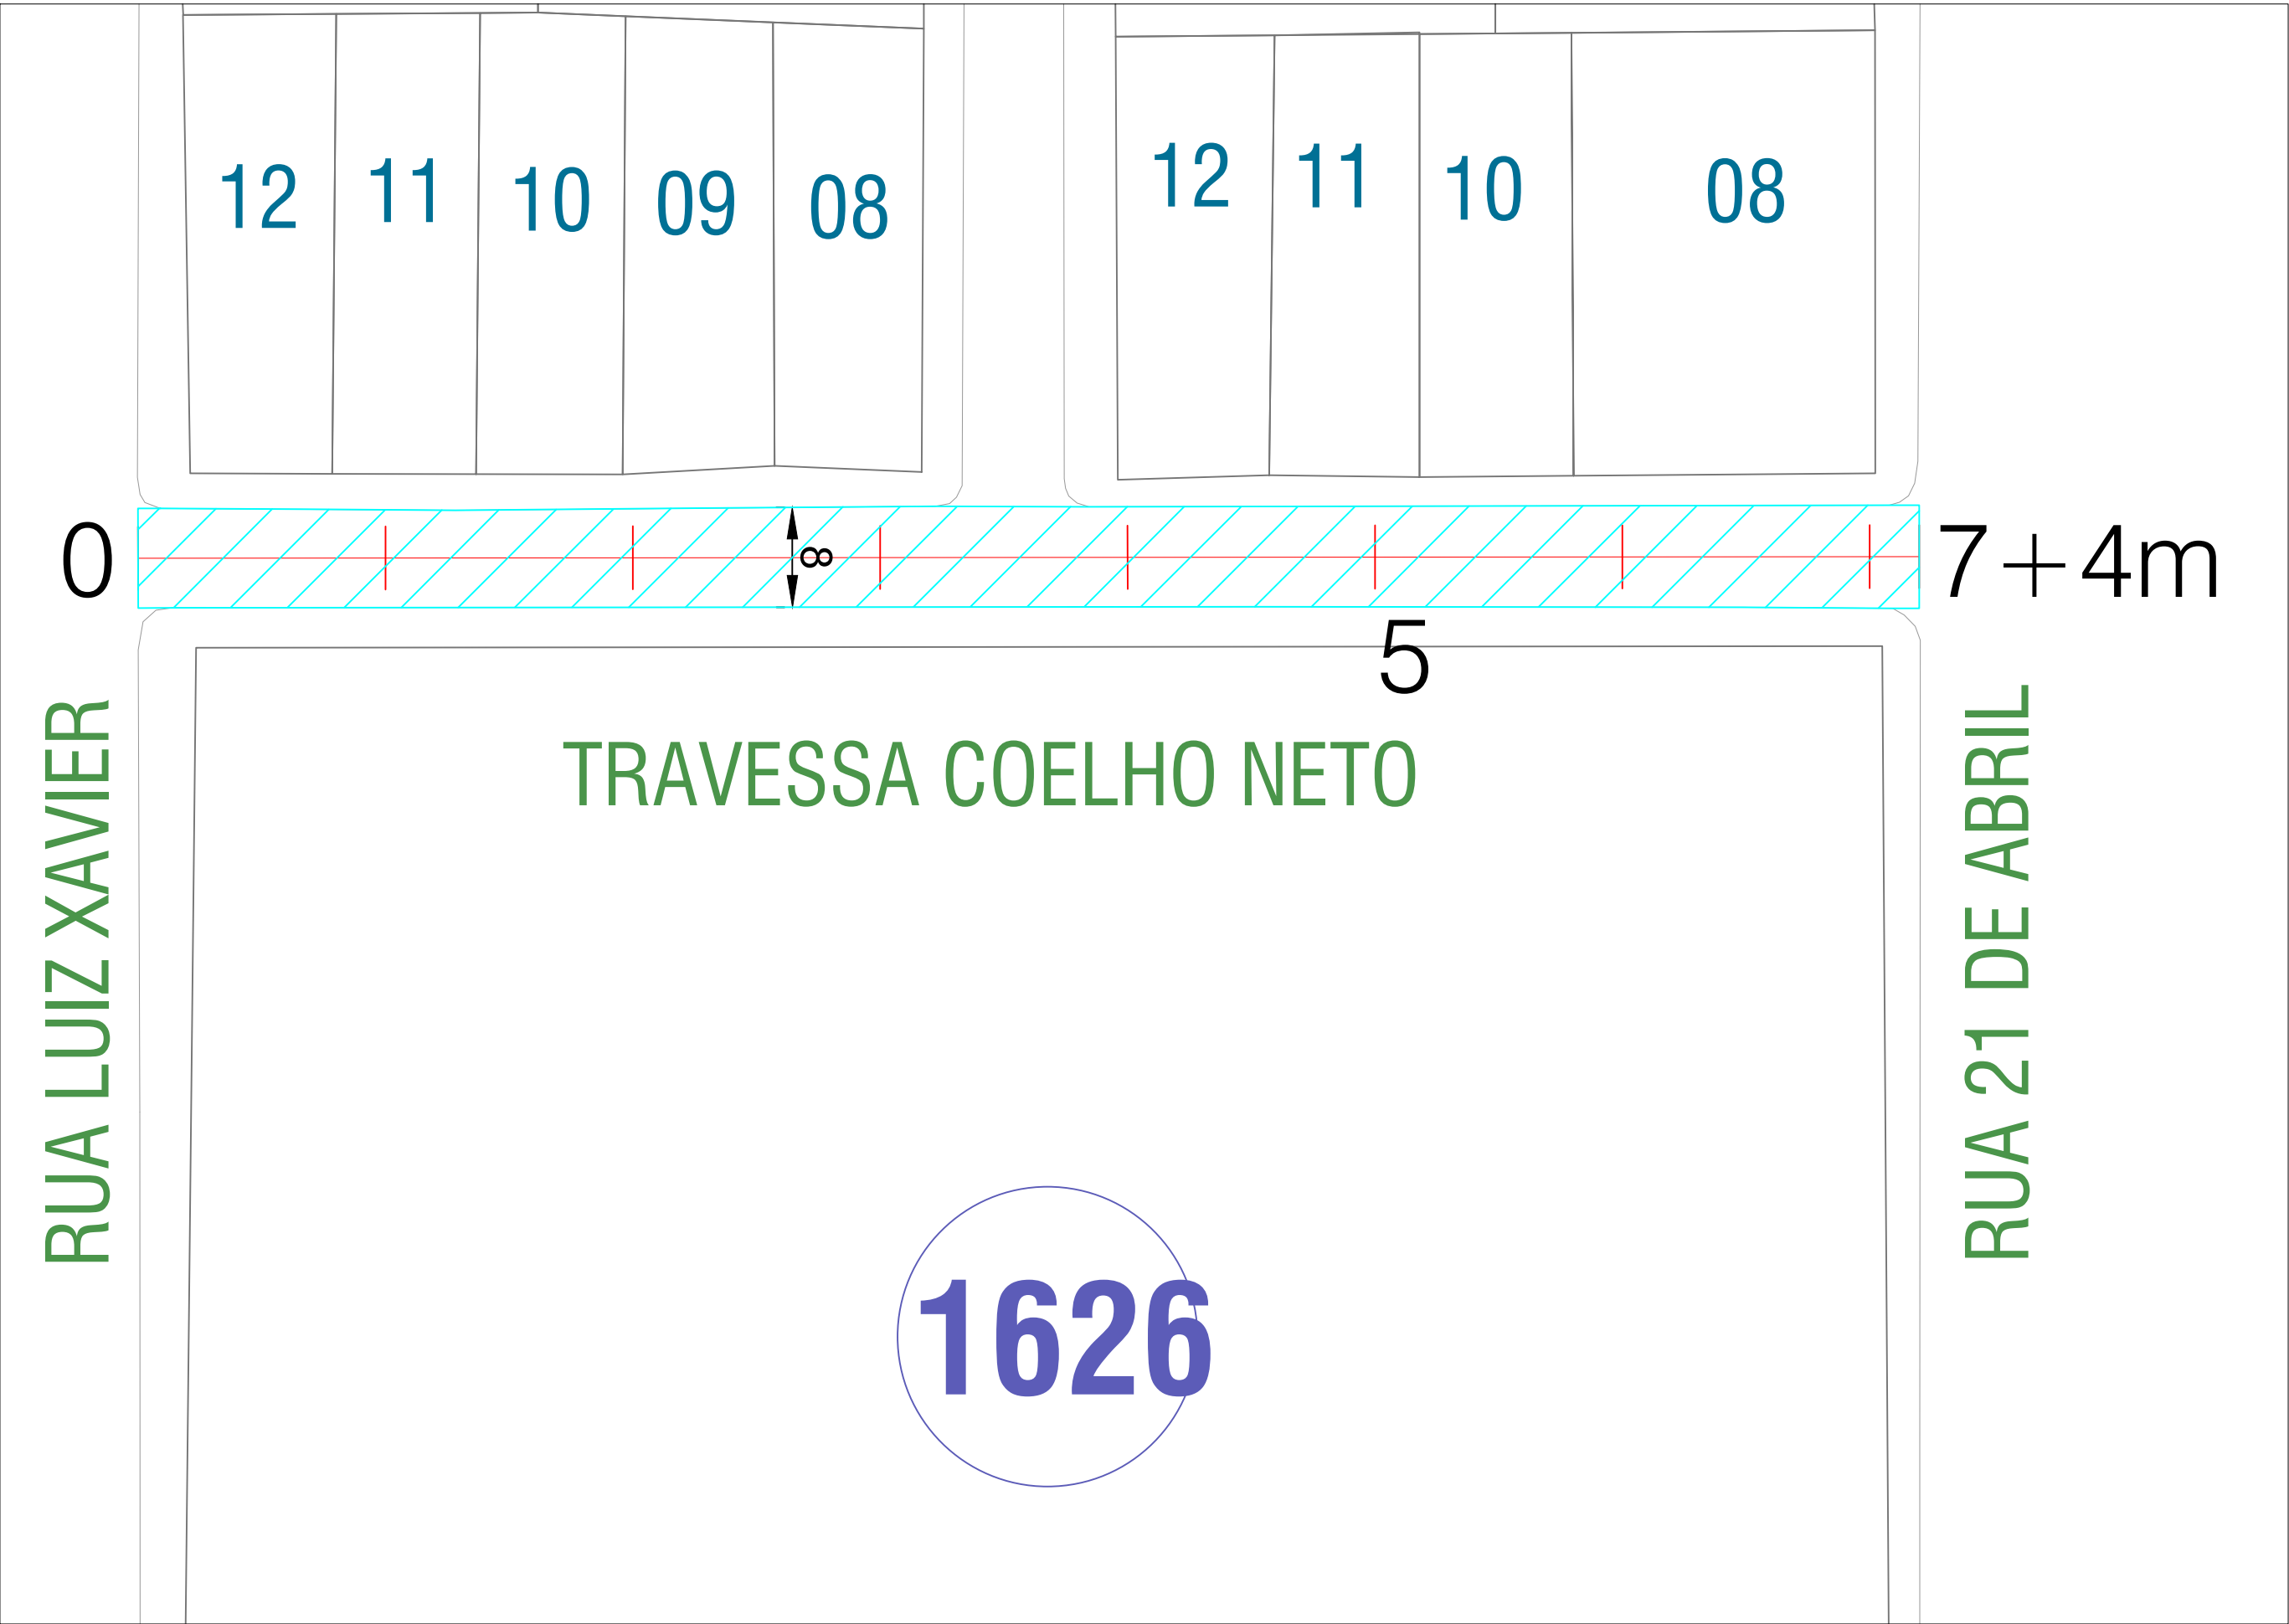 12 11 10 09 08 12 11 10 08
0 8 7+4m
5
TRAVESSA COELHO NETO
RUA LUIZ XAVIER
RUA 21 DE ABRIL
1626